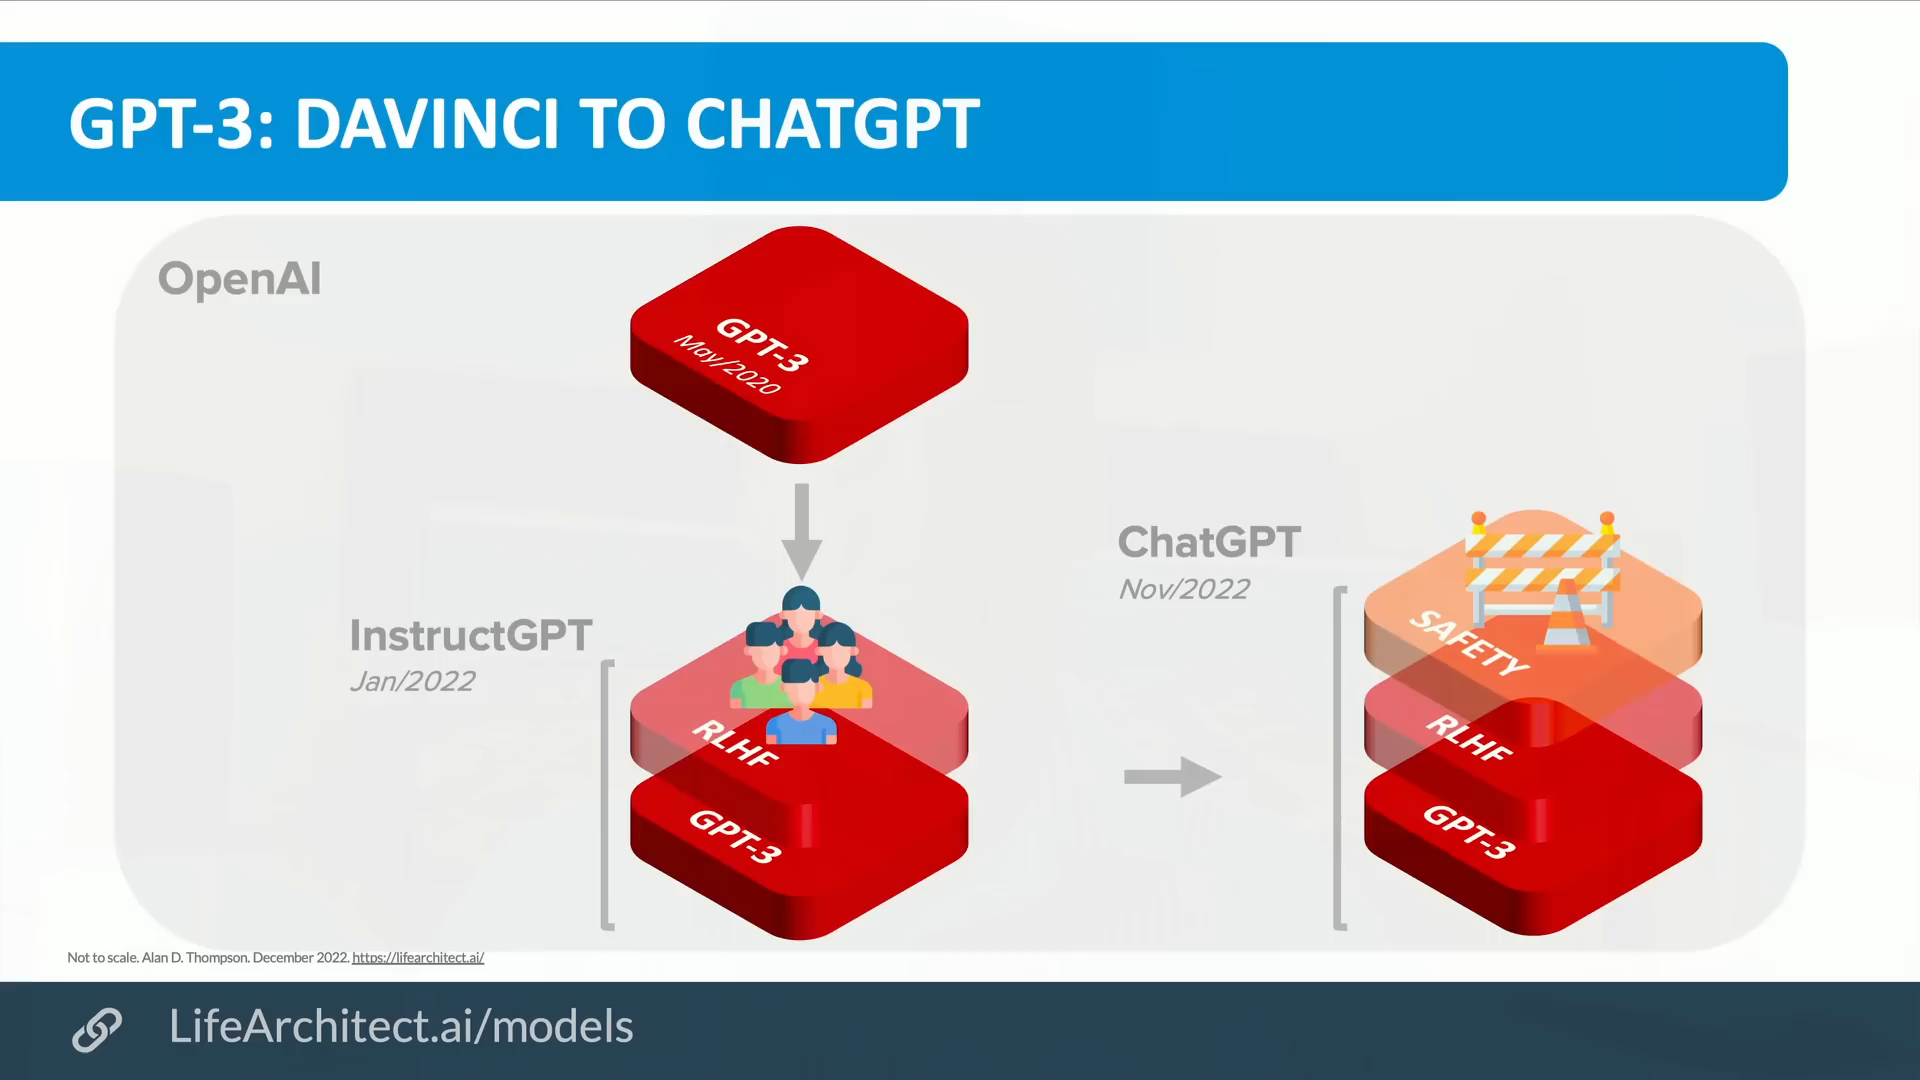 GPT-3: DAVINCI TO CHATGPT
OpenAI
GPT-3
May/2020
InstructGPT
Jan/2022
RLHF
GPT-3
ChatGPT
Nov/2022
SAFETY
RLHF
GPT-3
Not to scale. Alan D. Thompson. December 2022. https://lifearchitect.ai/
LifeArchitect.ai/models